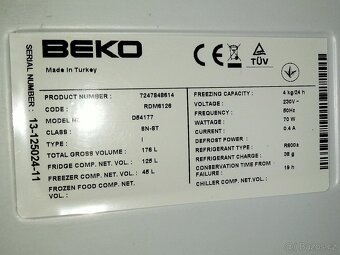 BEKO
Made in Turkey
CE
TÜV
SERIAL NUMBER :
13-125024-11
PRODUCT NUMBER : 7247848614
CODE : RDM6126
MODEL NO D54177
CLASS : SN-ST
TYPE : I
TOTAL GROSS VOLUME : 176 L
FRIDGE COMP. NET. VOL. : 125 L
FREEZER COMP. NET VOL. : 45 L
FROZEN FOOD COMP. NET VOL. :
FREEZING CAPACITY : 4 kg/24 h
VOLTAGE : 230V~
FREQUENCY : 50Hz
WATTAGE : 70 W
CURRENT : 0.4 A
DEFROST POWER :
REFRIGERANT TYPE : R600a
REFRIGERANT CHARGE : 36 g
CONSERVATION TIME FROM : 19 h
FAILURE
CHILLER COMP. NET VOL. :